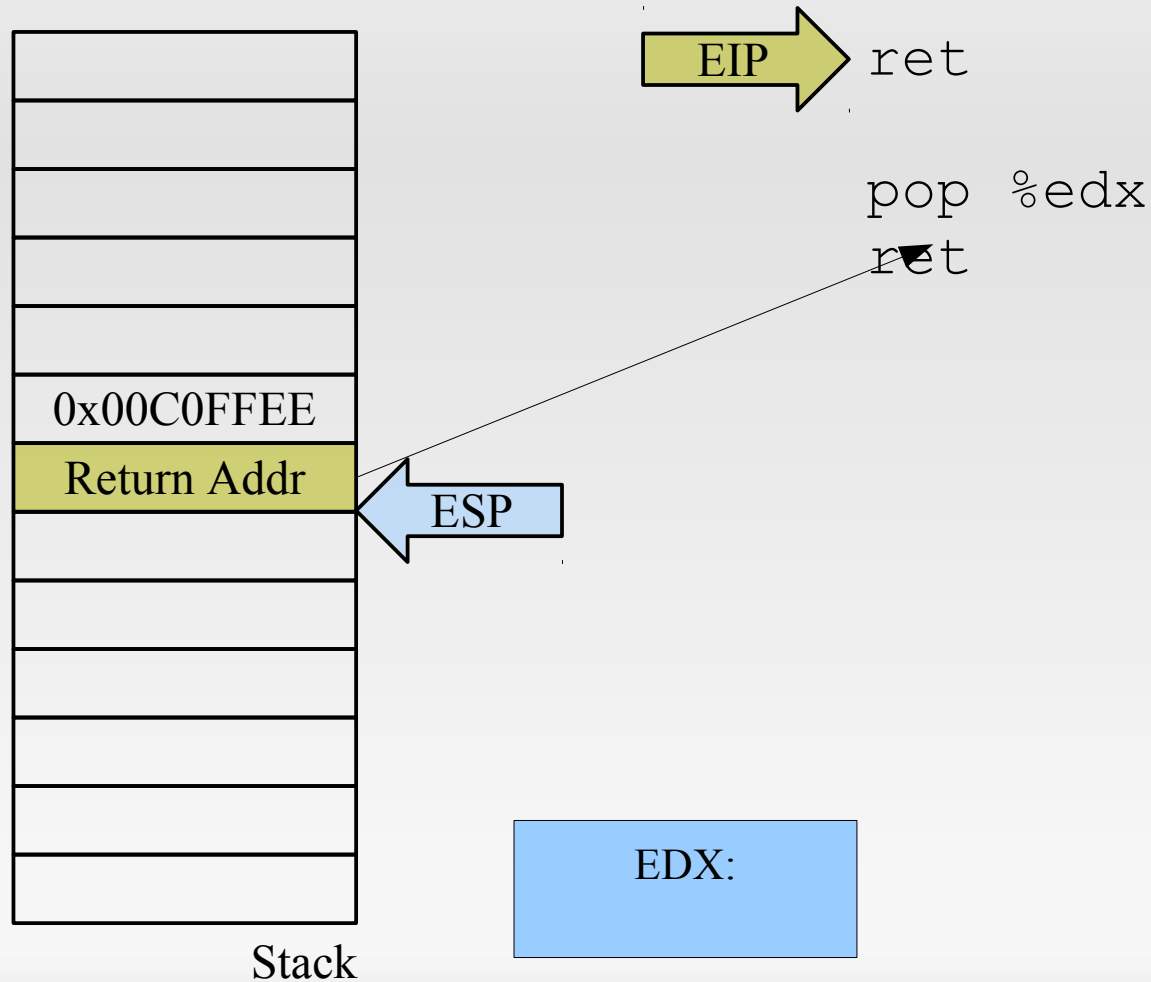 EIP
ret
pop %edx
ret
0x00C0FFEE
Return Addr
ESP
EDX:
Stack